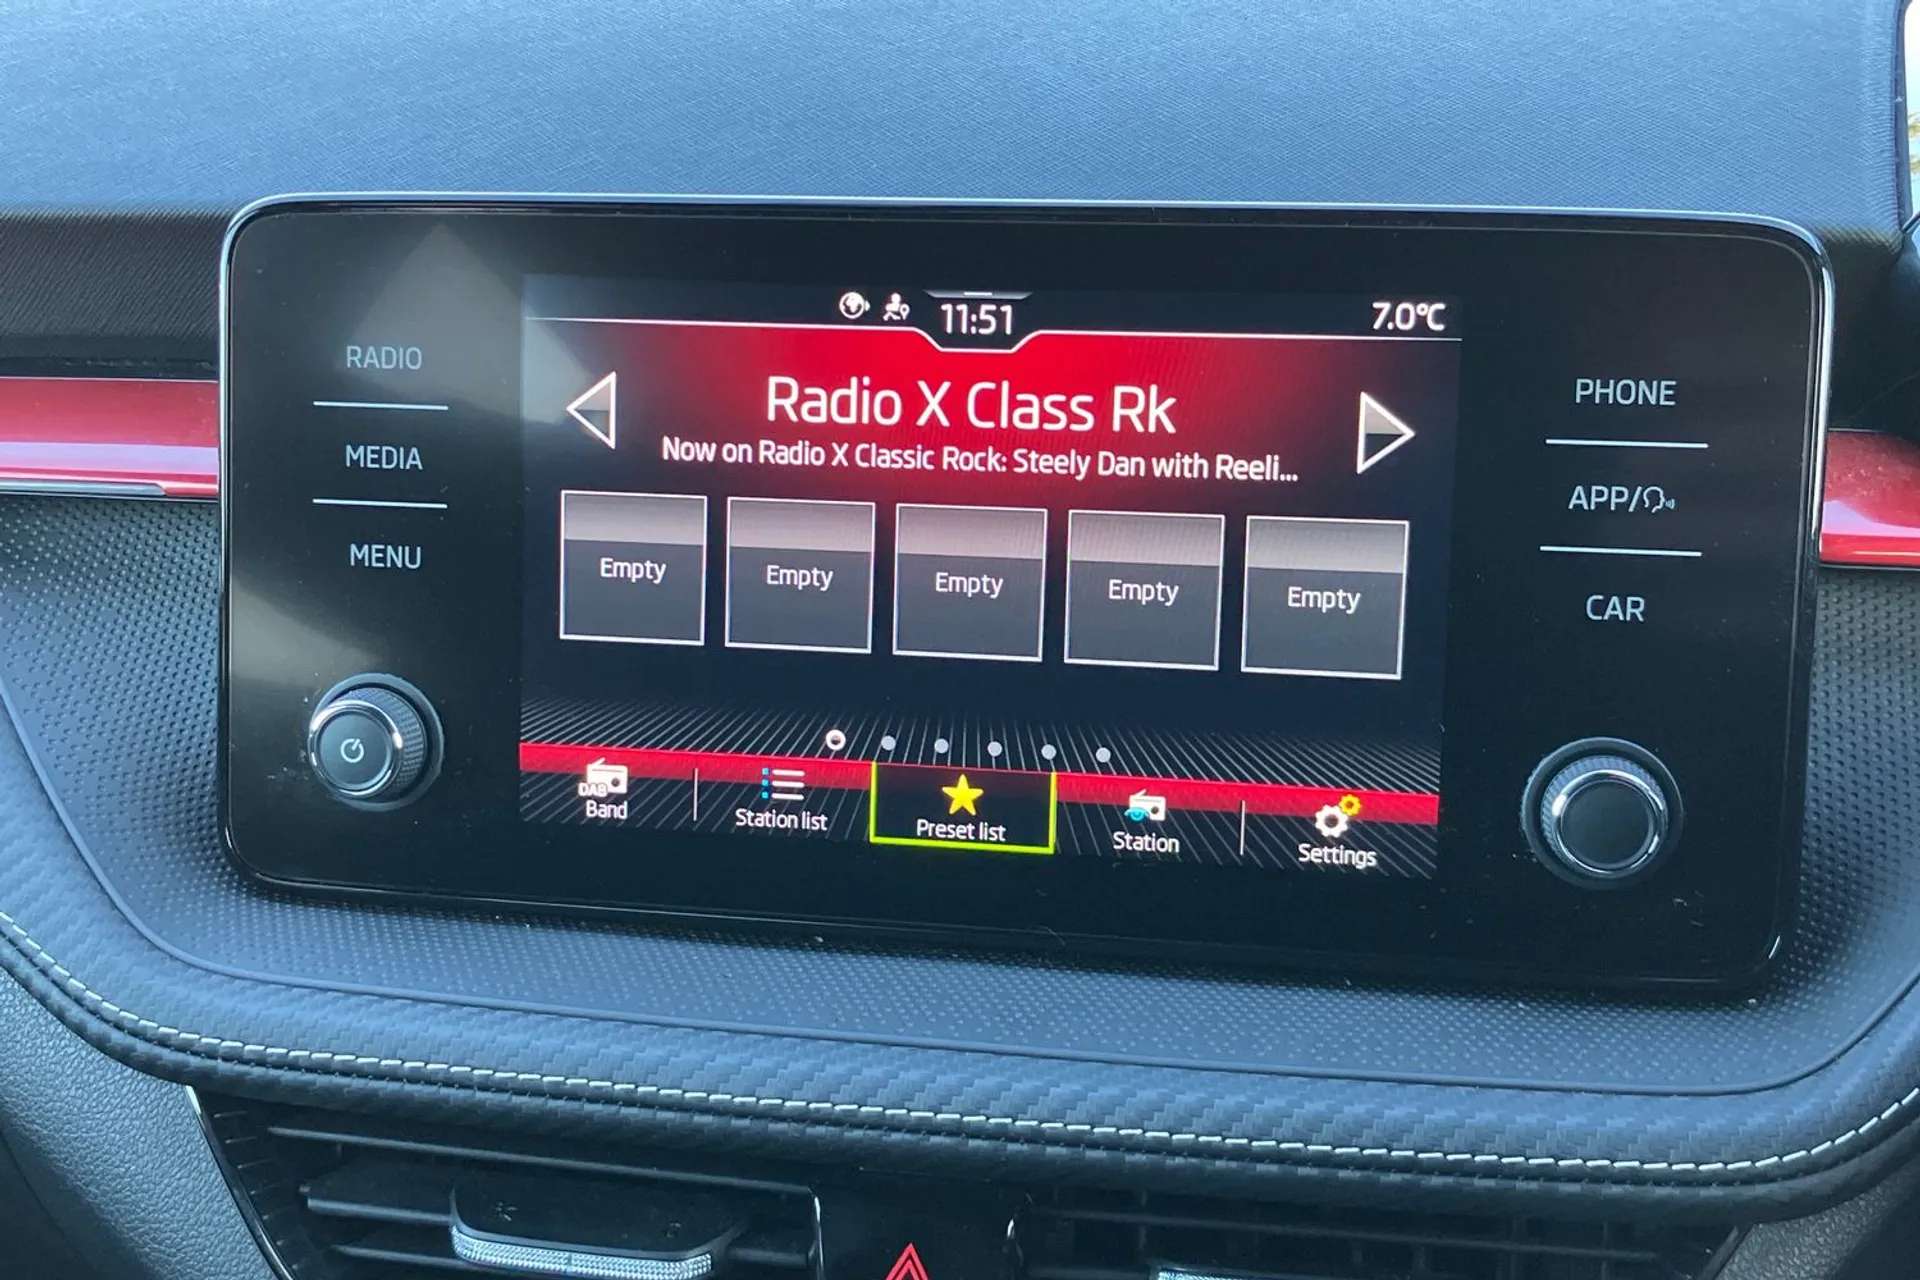 11:51
7.0°C
RADIO
MEDIA
MENU
Radio X Class Rk
Now on Radio X Classic Rock: Steely Dan with Reeli...
Empty
Empty
Empty
Empty
Empty
DAB
Band
Station list
Preset list
Station
Settings
PHONE
APP/
CAR